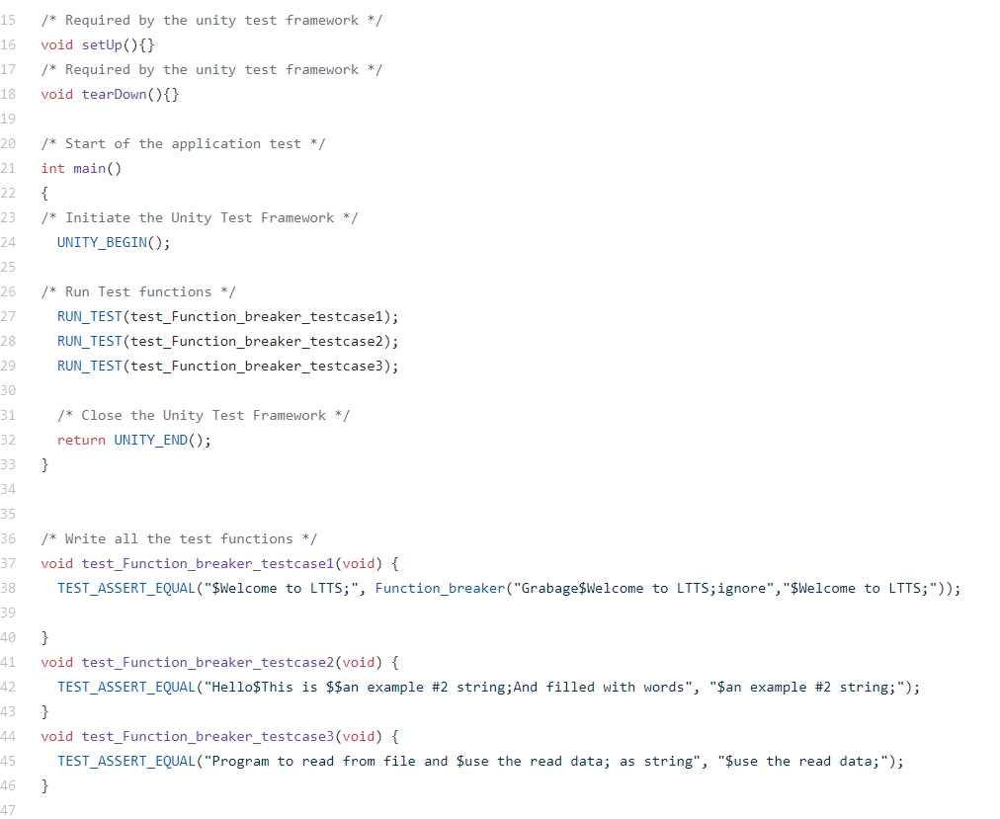 15 /* Required by the unity test framework */
16 void setUp(){}
17 /* Required by the unity test framework */
18 void tearDown(){}
19
20 /* Start of the application test */
21 int main()
22 {
23 /* Initiate the Unity Test Framework */
24   UNITY_BEGIN();
25
26 /* Run Test functions */
27   RUN_TEST(test_Function_breaker_testcase1);
28   RUN_TEST(test_Function_breaker_testcase2);
29   RUN_TEST(test_Function_breaker_testcase3);
30
31   /* Close the Unity Test Framework */
32   return UNITY_END();
33 }
34
35
36 /* Write all the test functions */
37 void test_Function_breaker_testcase1(void) {
38   TEST_ASSERT_EQUAL("$Welcome to LTTS;", Function_breaker("Grabage$Welcome to LTTS;ignore","$Welcome to LTTS;"));
39
40 }
41 void test_Function_breaker_testcase2(void) {
42   TEST_ASSERT_EQUAL("Hello$This is $$an example #2 string;And filled with words", "$an example #2 string;");
43 }
44 void test_Function_breaker_testcase3(void) {
45   TEST_ASSERT_EQUAL("Program to read from file and $use the read data; as string", "$use the read data;");
46 }
47